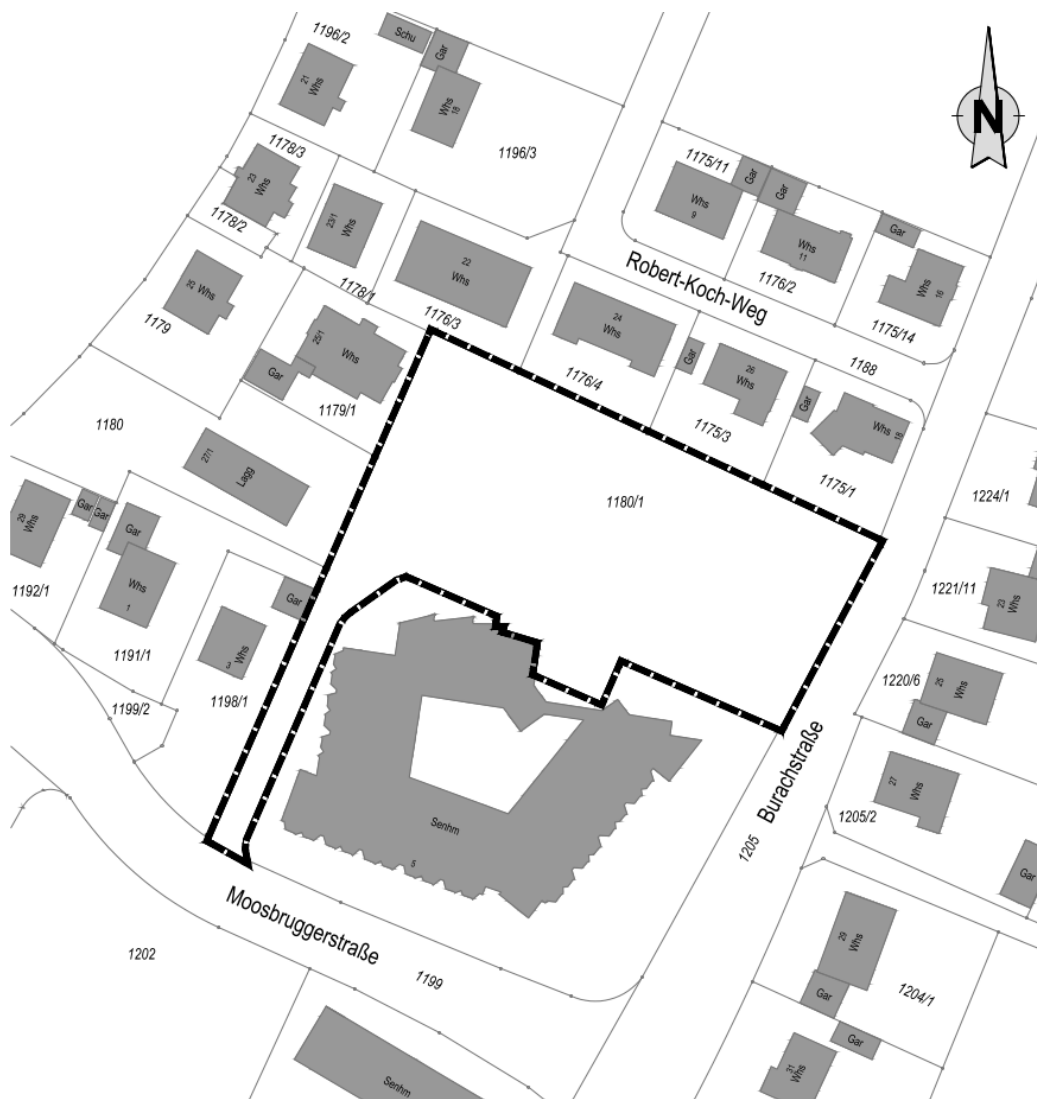 1196/2
Schu
Gar
21
Whs
Whs
18
N
1178/3
1196/3
1175/11
Gar
Gar
23
Whs
Whs
9
Gar
1178/2
23/1
Whs
22
Whs
Whs
11
Robert-Koch-Weg
1176/2
Whs
16
Whs
1179
1178/1
1176/3
1175/14
24
Whs
1188
25/1
Whs
Gar
26
Whs
Gar
1176/4
Gar
1179/1
1175/3
Whs
18
1180
27/1
Lagg
1175/1
1180/1
1224/1
29
Whs
Gar
Gar
Gar
1192/1
Whs
1
Gar
1221/11
23
Whs
1191/1
3
Whs
1220/6
25
Whs
1199/2
1198/1
Gar
Burachstraße
27
Whs
1205/2
Senhm
5
1205
Gar
Moosbruggerstraße
29
Whs
1202
1199
Gar
1204/1
Gar
31
Whs
Senhm